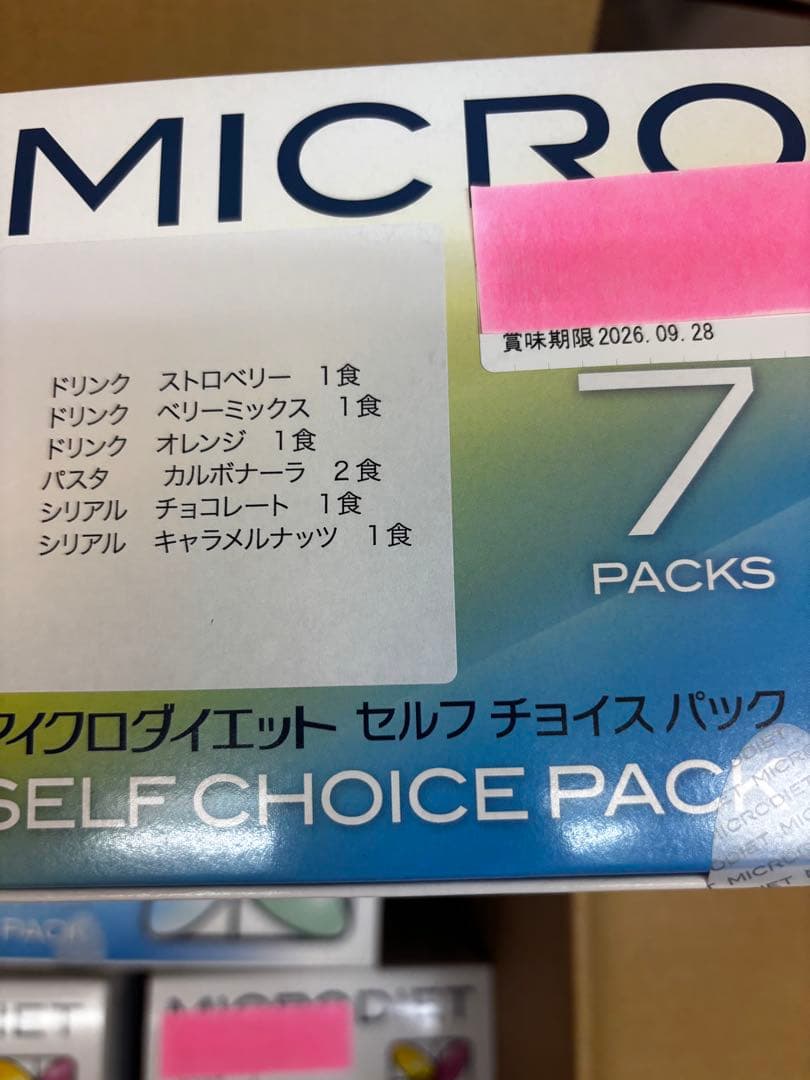 MICRO
賞味期限 2026.09.28
ドリンク ストロベリー 1食
ドリンク ベリーミックス 1食
ドリンク オレンジ 1食
パスタ カルボナーラ 2食
シリアル チョコレート 1食
シリアル キャラメルナッツ 1食
7
PACKS
マイクロダイエット セルフ チョイス パック
SELF CHOICE PACK
MICRODIET
PACK
IET
MICRODIET